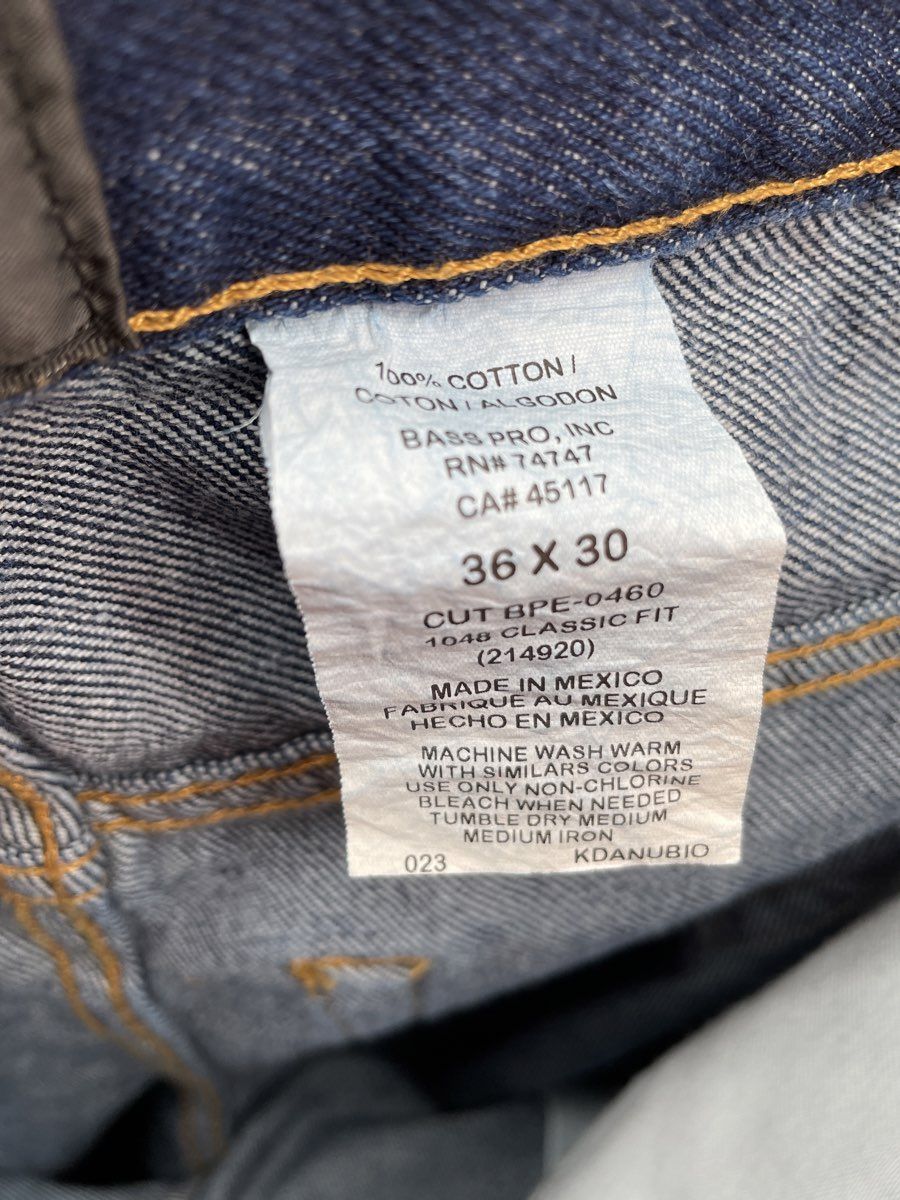 100% COTTON /
COTON / ALGODON
BASS PRO, INC
RN# 74747
CA# 45117
36 X 30
CUT BPE-0460
1048 CLASSIC FIT
(214920)
MADE IN MEXICO
FABRIQUE AU MEXIQUE
HECHO EN MEXICO
MACHINE WASH WARM
WITH SIMILARS COLORS
USE ONLY NON-CHLORINE
BLEACH WHEN NEEDED
TUMBLE DRY MEDIUM
MEDIUM IRON
023 KDANUBIO